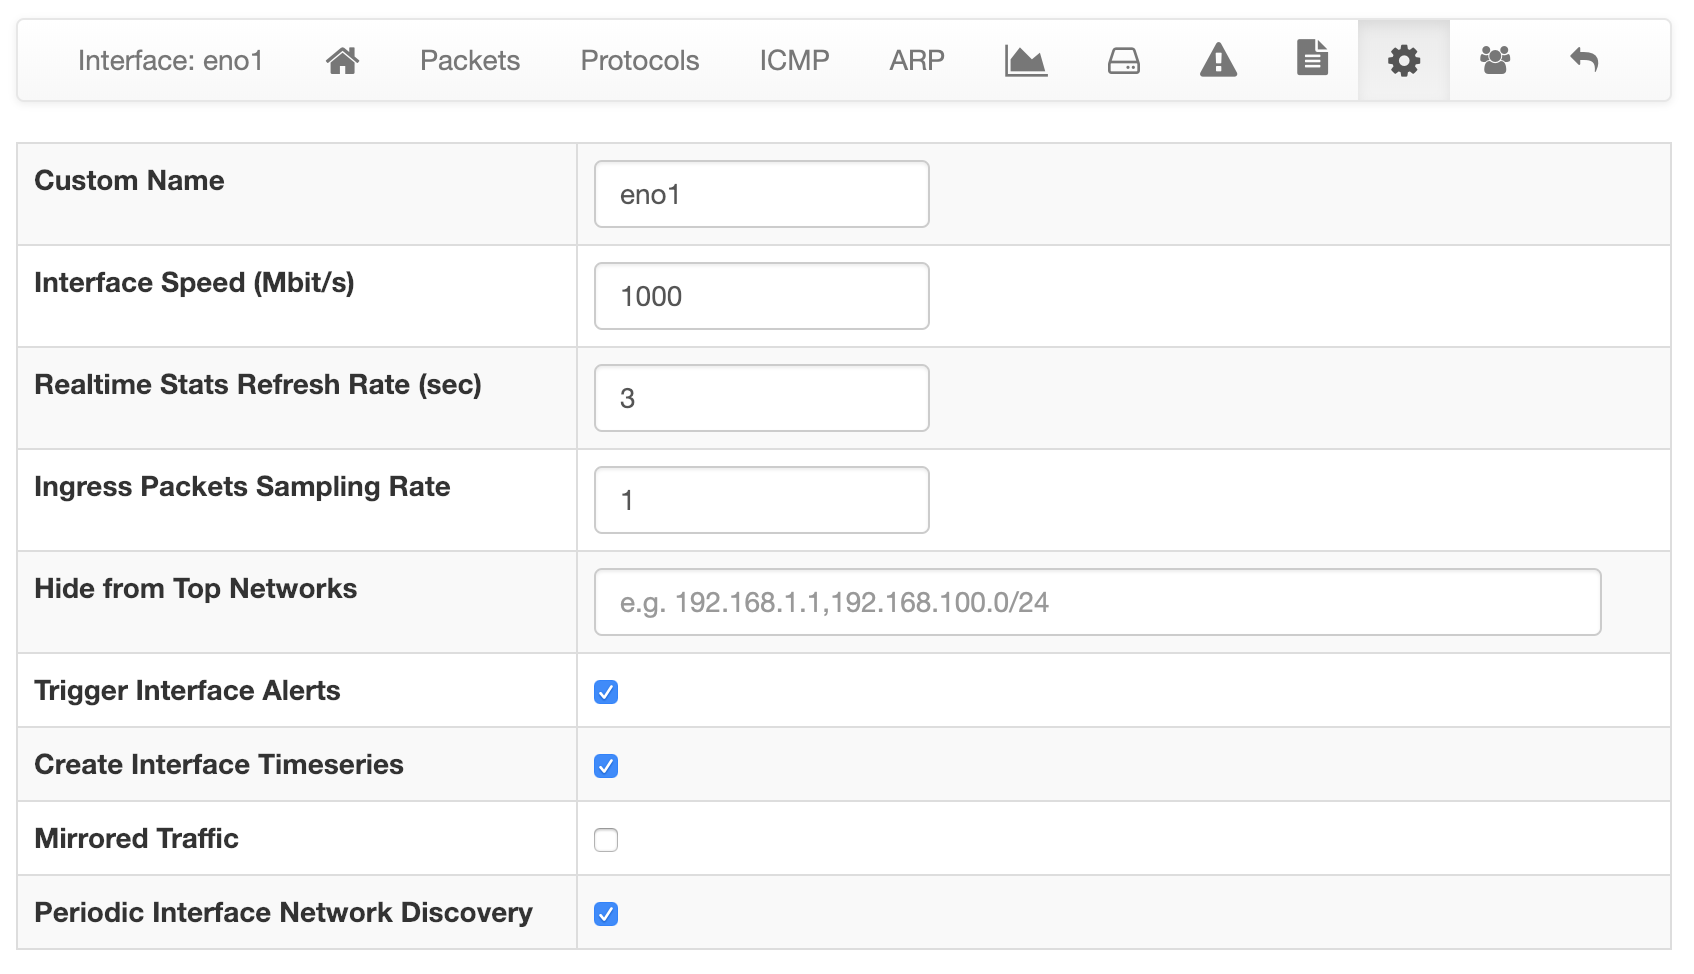 Interface: eno1 Packets Protocols ICMP ARP
Custom Name eno1
Interface Speed (Mbit/s) 1000
Realtime Stats Refresh Rate (sec) 3
Ingress Packets Sampling Rate 1
Hide from Top Networks e.g. 192.168.1.1,192.168.100.0/24
Trigger Interface Alerts
Create Interface Timeseries
Mirrored Traffic
Periodic Interface Network Discovery